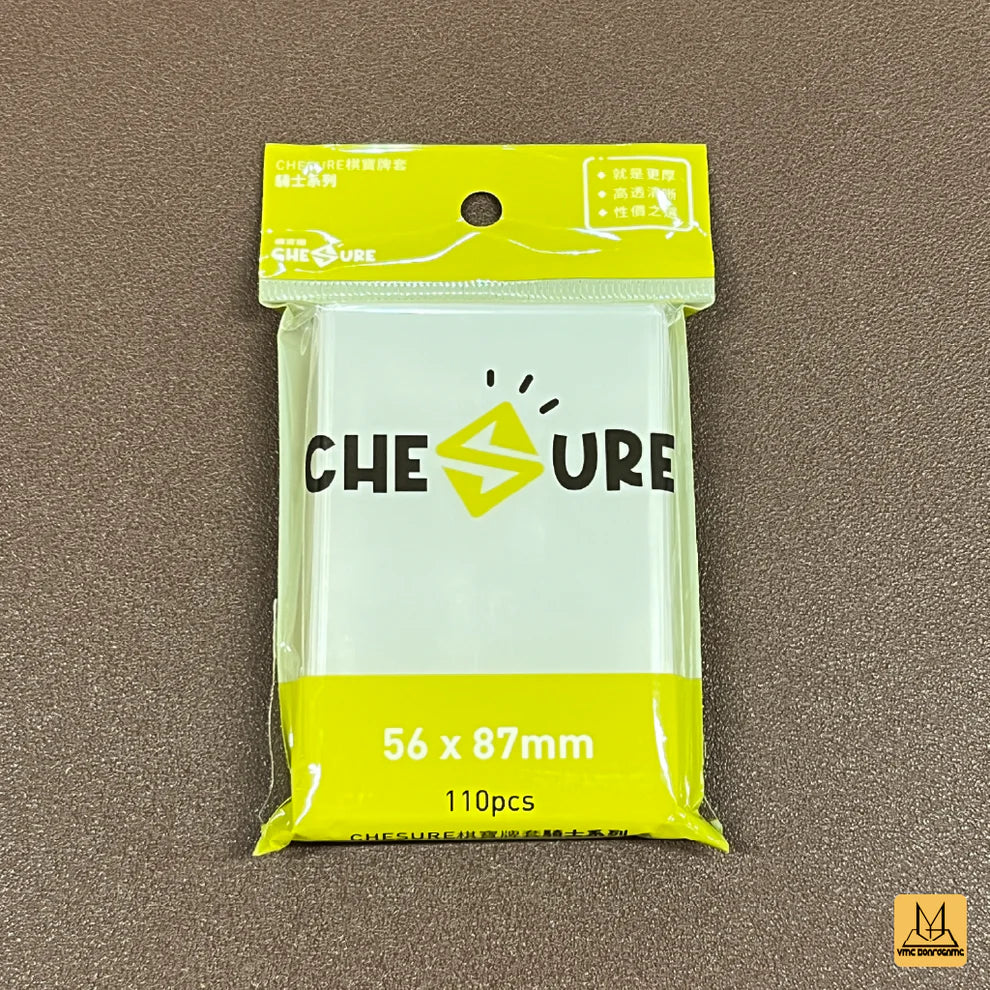 CHESURE棋寶牌套
騎士系列
就是更厚
高透清晰
性價之選
CHESURE
CHESURE
56 x 87mm
110pcs
CHESURE棋寶牌套騎士系列